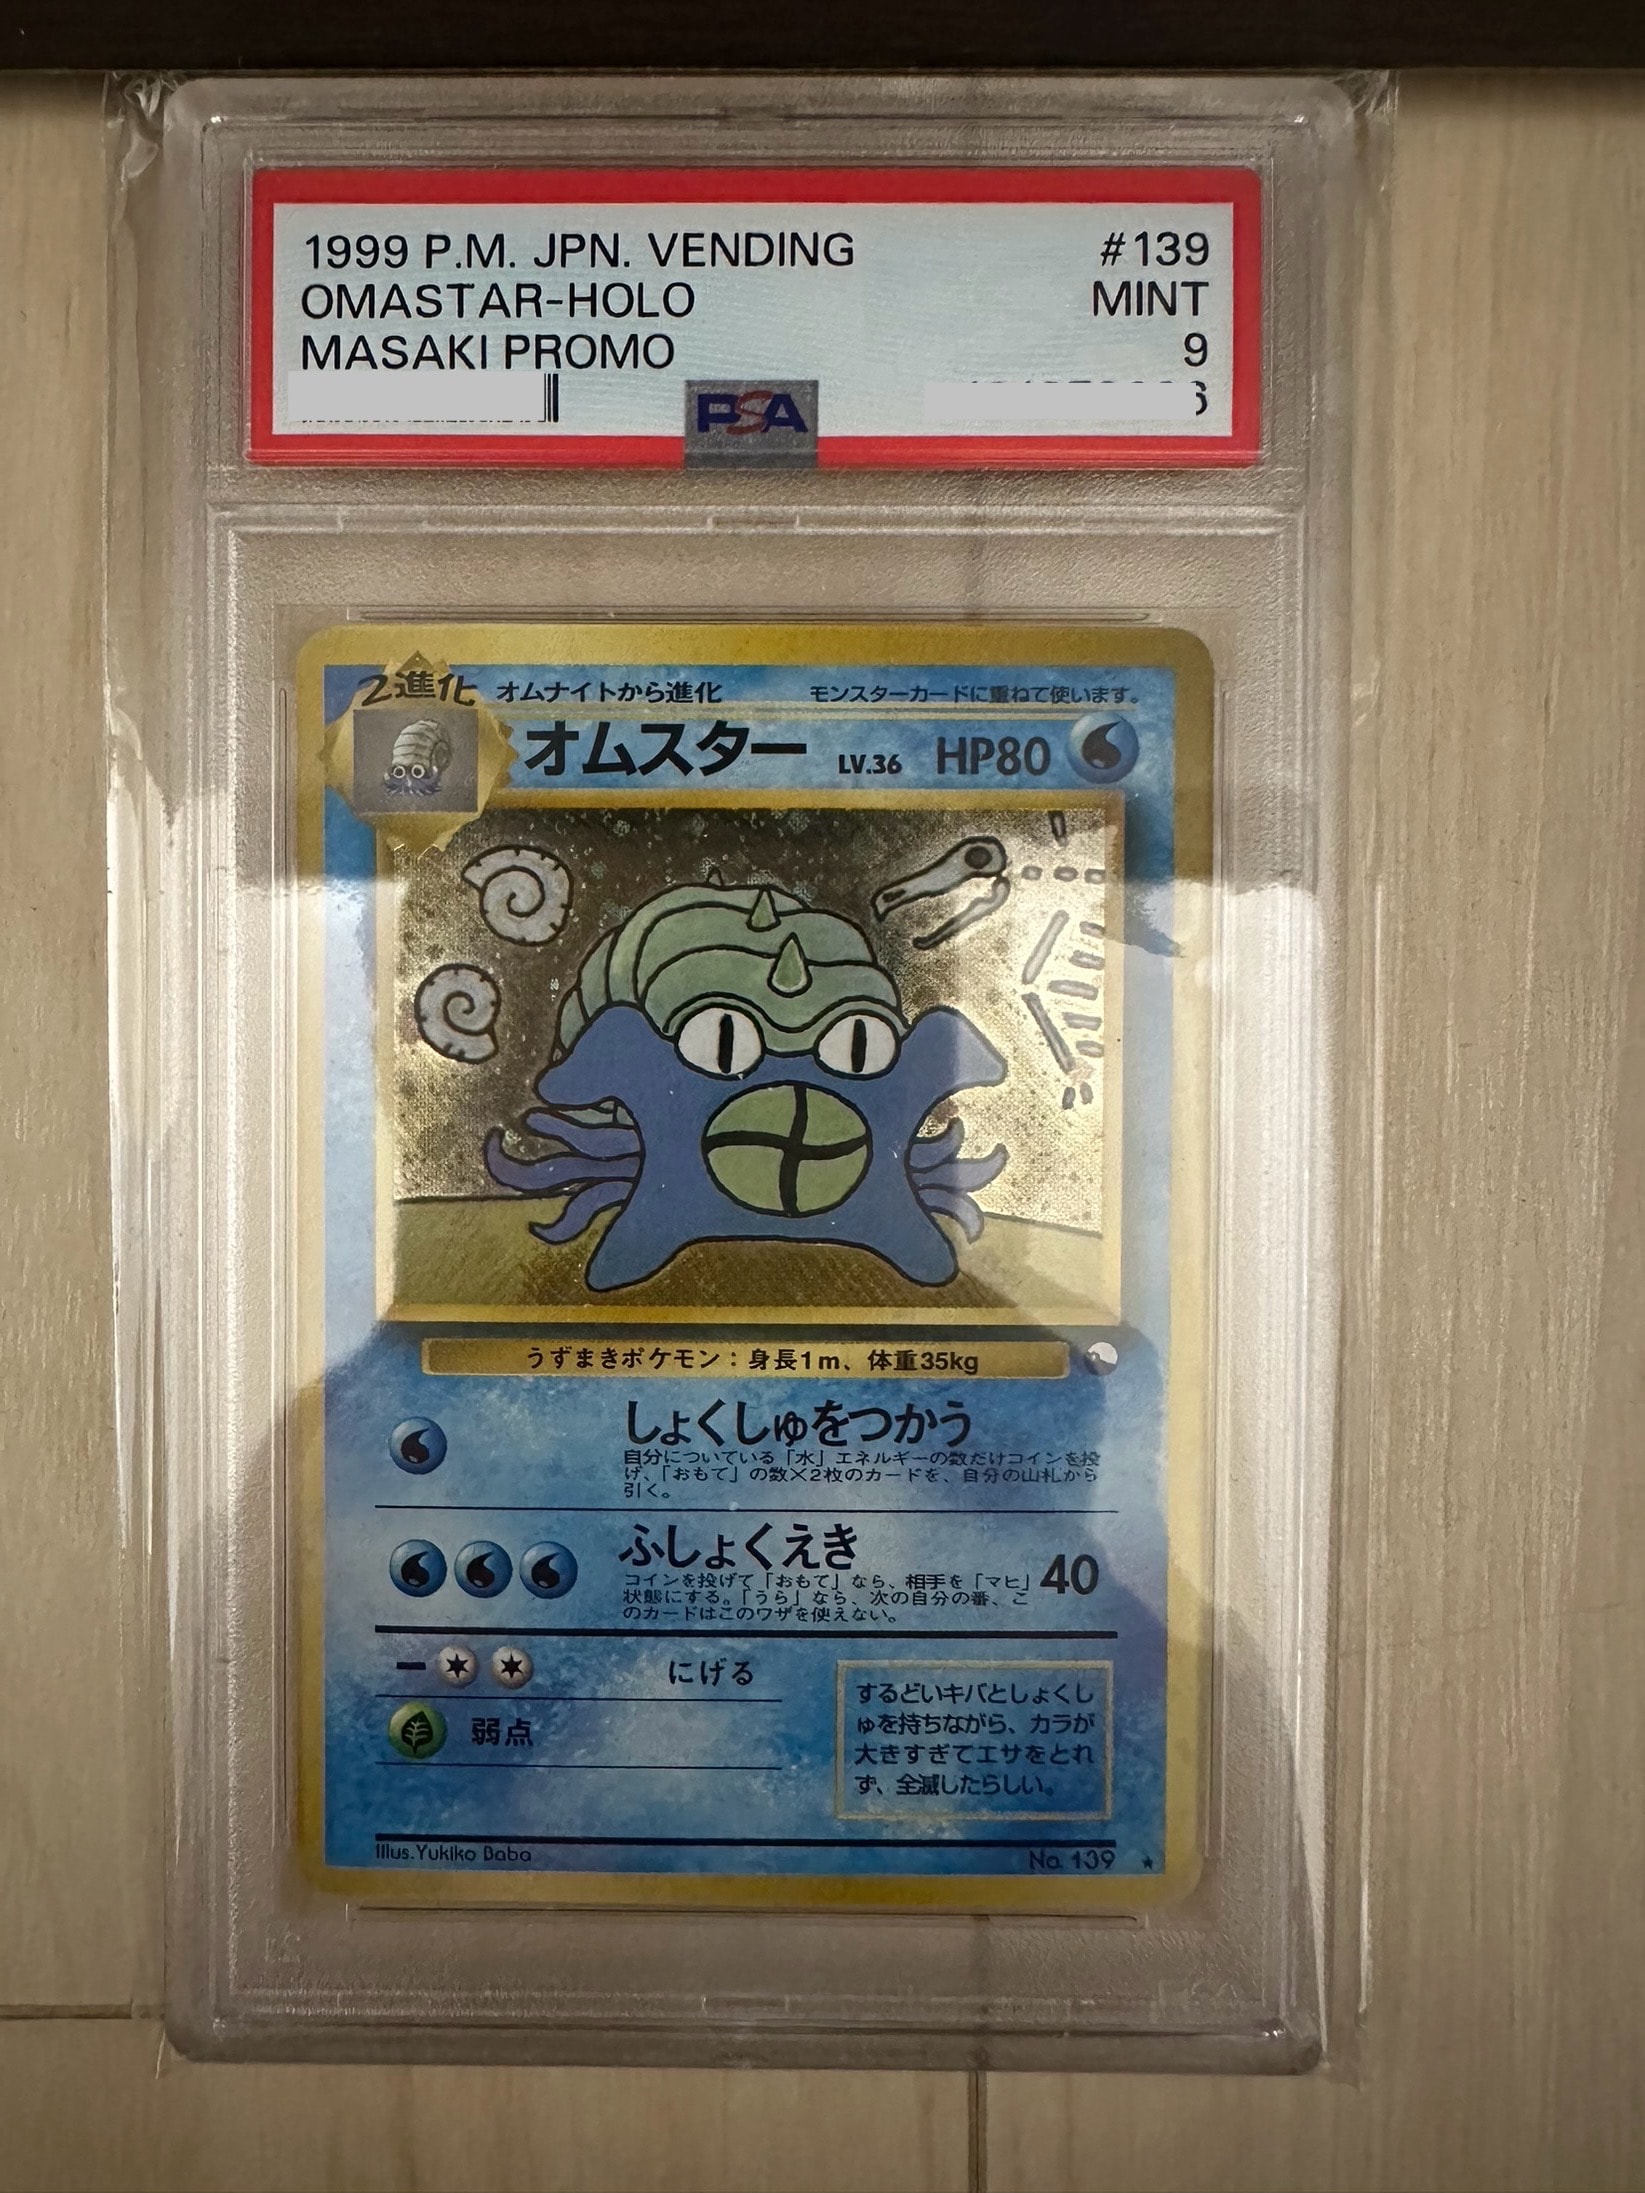 1999 P.M. JPN. VENDING #139
OMASTAR-HOLO MINT
MASAKI PROMO 9
PSA
2進化 オムナイトから進化 モンスターカードに重ねて使います。
オムスター LV.36 HP80
うずまきポケモン：身長1m、体重35kg
しょくしゅをつかう
自分についている「水」エネルギーの数だけコインを投
げ、「おもて」の数×2枚のカードを、自分の山札から
引く。
ふしょくえき 40
コインを投げて「おもて」なら、相手を「マヒ」
状態にする。「うら」なら、次の自分の番、こ
のカードはこのワザを使えない。
にげる
弱点
するどいキバとしょくし
ゅを持ちながら、カラが
大きすぎてエサをとれ
ず、全滅したらしい。
Illus.Yukiko Baba No. 139 ★